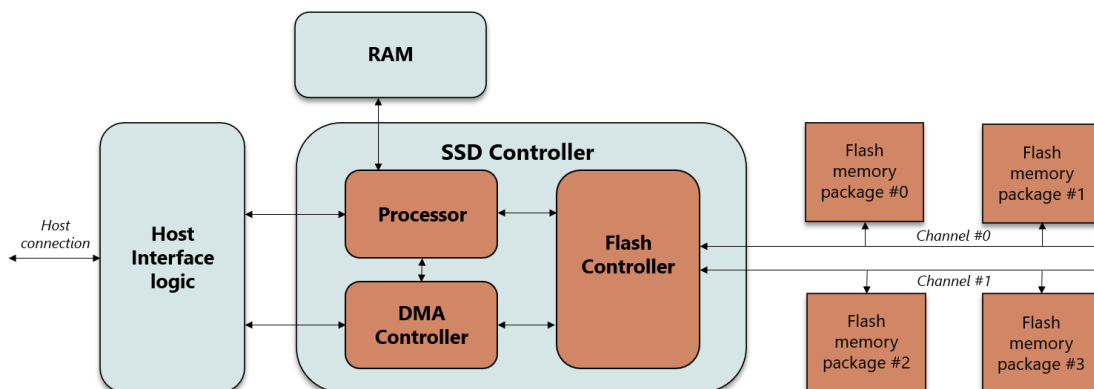 RAM
SSD Controller
Host
connection
Host
Interface
logic
Processor
DMA
Controller
Flash
Controller
Flash
memory
package #0
Flash
memory
package #1
Channel #0
Channel #1
Flash
memory
package #2
Flash
memory
package #3